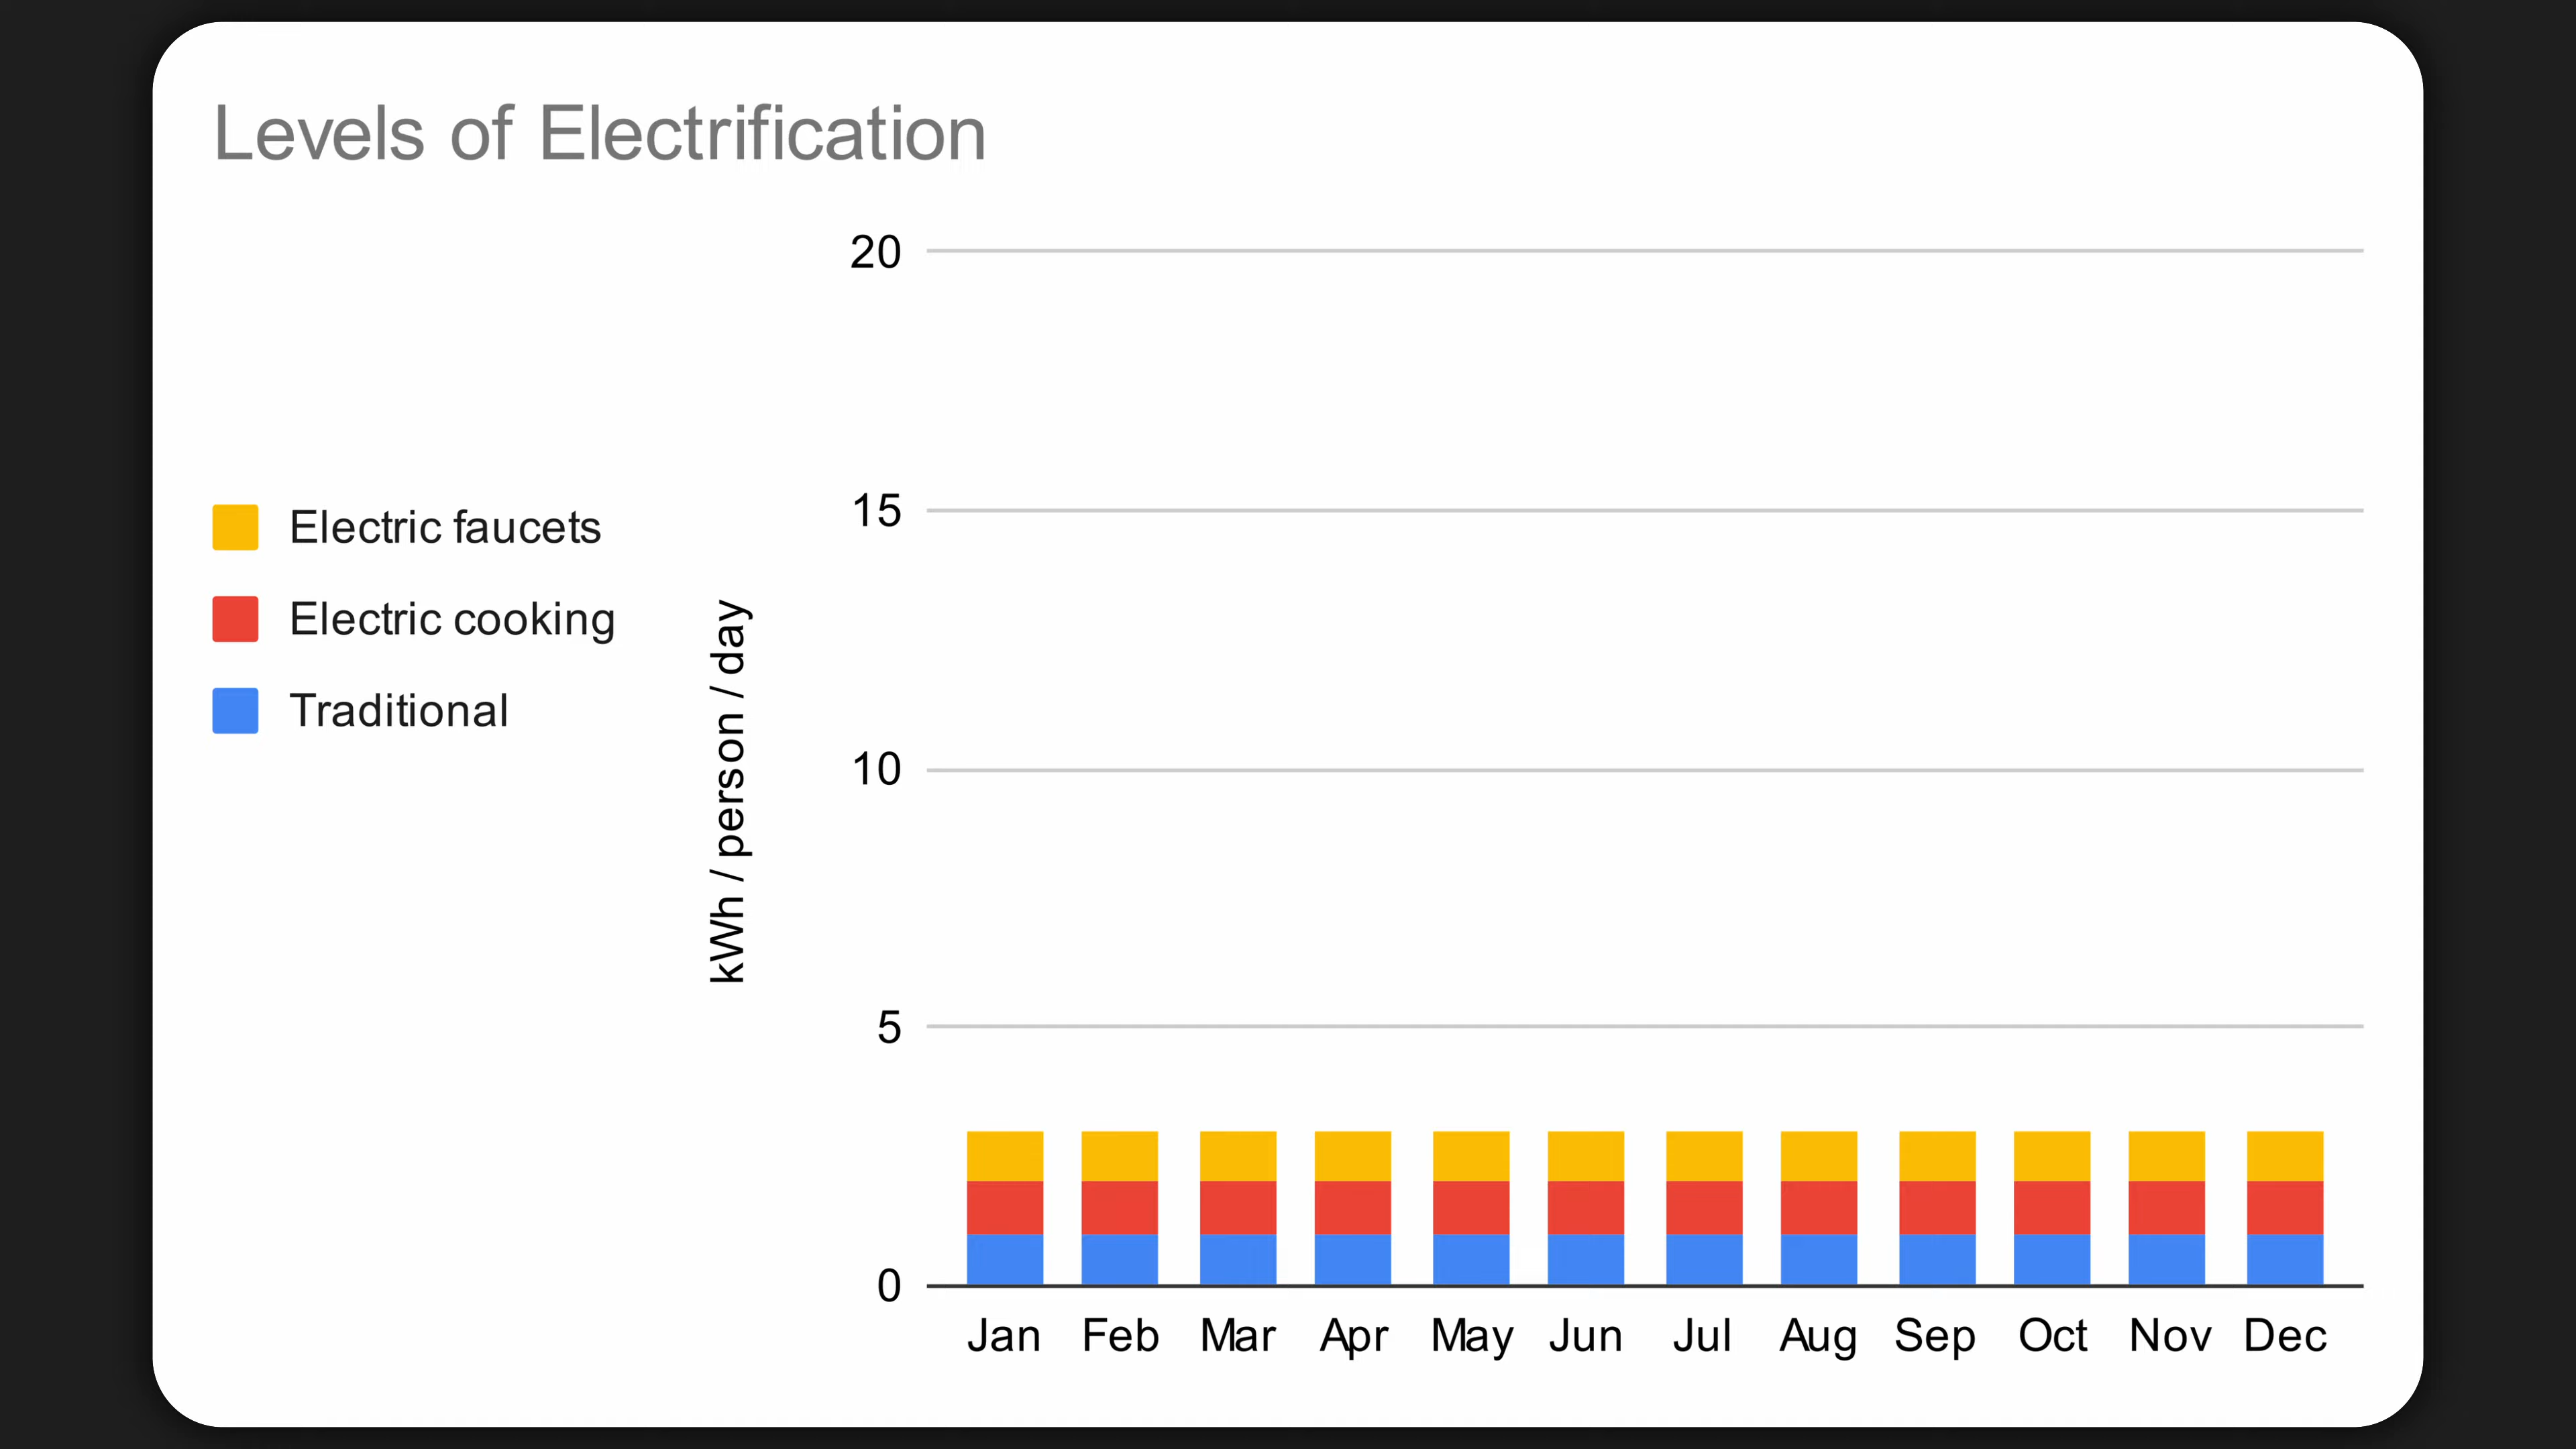 Levels of Electrification
Electric faucets
Electric cooking
Traditional
kWh / person / day
20
15
10
5
0
Jan Feb Mar Apr May Jun Jul Aug Sep Oct Nov Dec